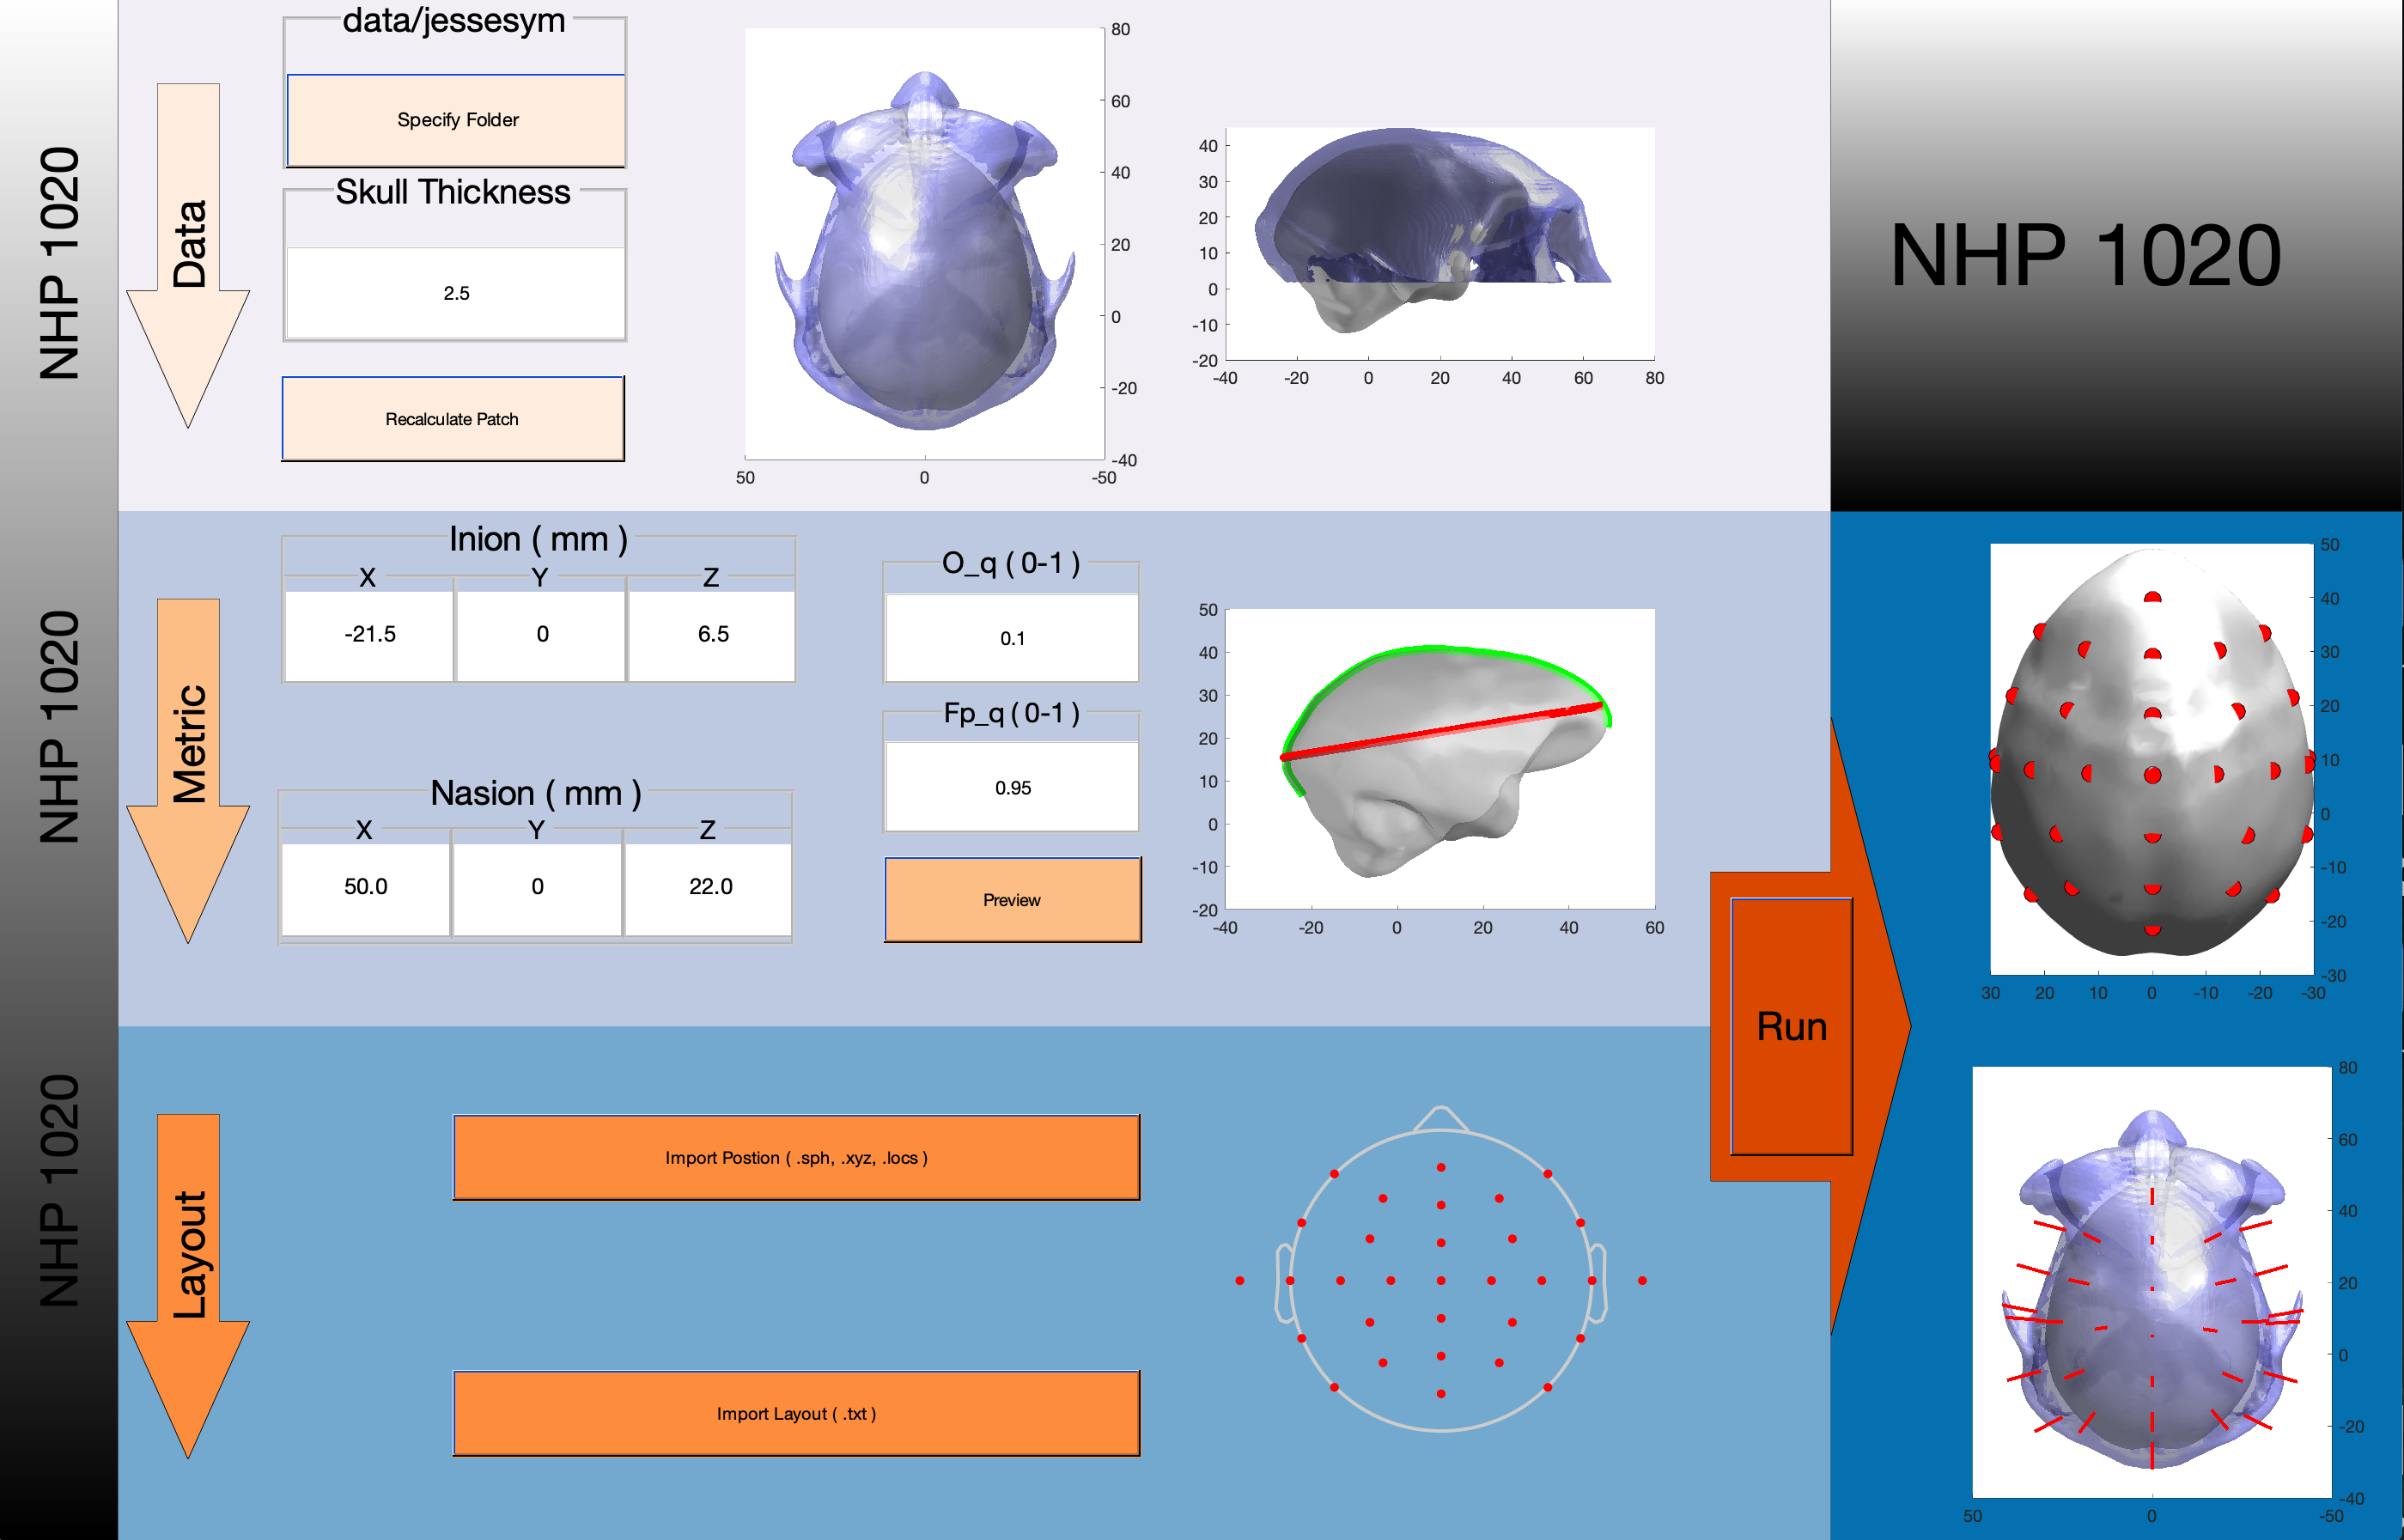 NHP 1020
NHP 1020
NHP 1020
Data
data/jessesym
Specify Folder
Skull Thickness
2.5
Recalculate Patch
80
60
40
20
0
-20
-40
50 0 -50
40
30
20
10
0
-10
-20
-40 -20 0 20 40 60 80
NHP 1020
Metric
Inion ( mm )
X Y Z
-21.5 0 6.5
Nasion ( mm )
X Y Z
50.0 0 22.0
O_q ( 0-1 )
0.1
Fp_q ( 0-1 )
0.95
Preview
50
40
30
20
10
0
-10
-20
-40 -20 0 20 40 60
Layout
Import Postion ( .sph, .xyz, .locs )
Import Layout ( .txt )
Run
50
40
30
20
10
0
-10
-20
-30
30 20 10 0 -10 -20 -30
80
60
40
20
0
-20
-40
50 0 -50